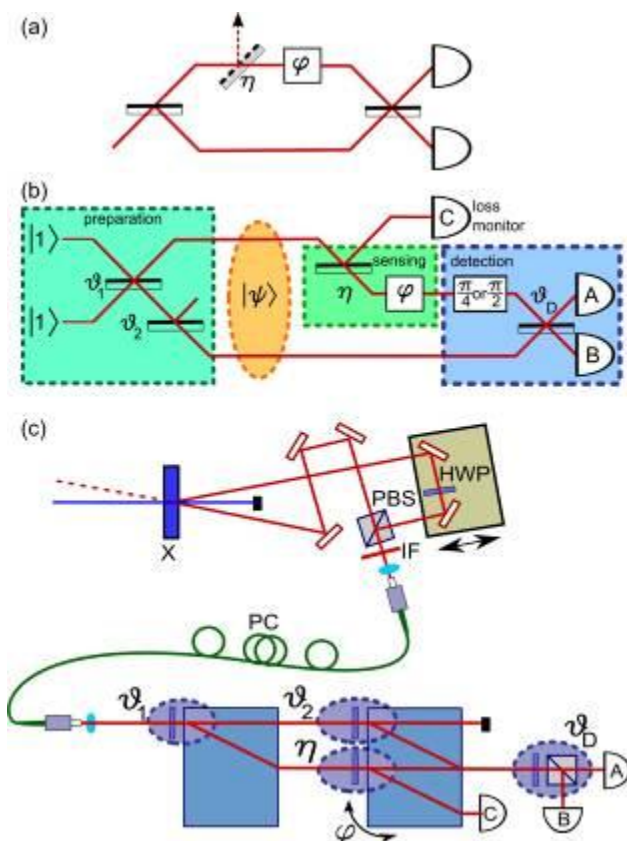 (a)
η
φ
(b)
preparation
|1⟩
|1⟩
ϑ1
ϑ2
|ψ⟩
C
loss
monitor
sensing
η
φ
detection
π/4 or π/2
ϑD
A
B
(c)
X
PBS
HWP
IF
PC
ϑ1
ϑ2
η
φ
ϑD
A
B
C